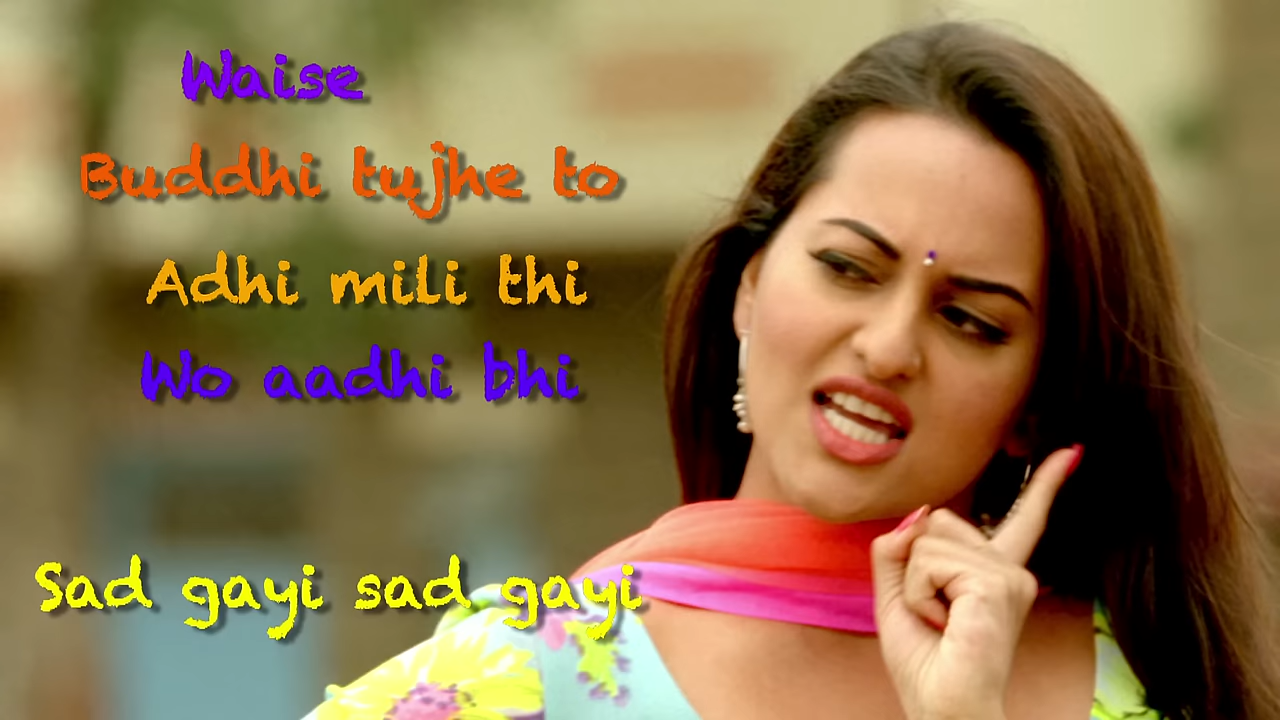 Waise
Buddhi tujhe to
Adhi mili thi
Wo aadhi bhi
Sad gayi sad gayi